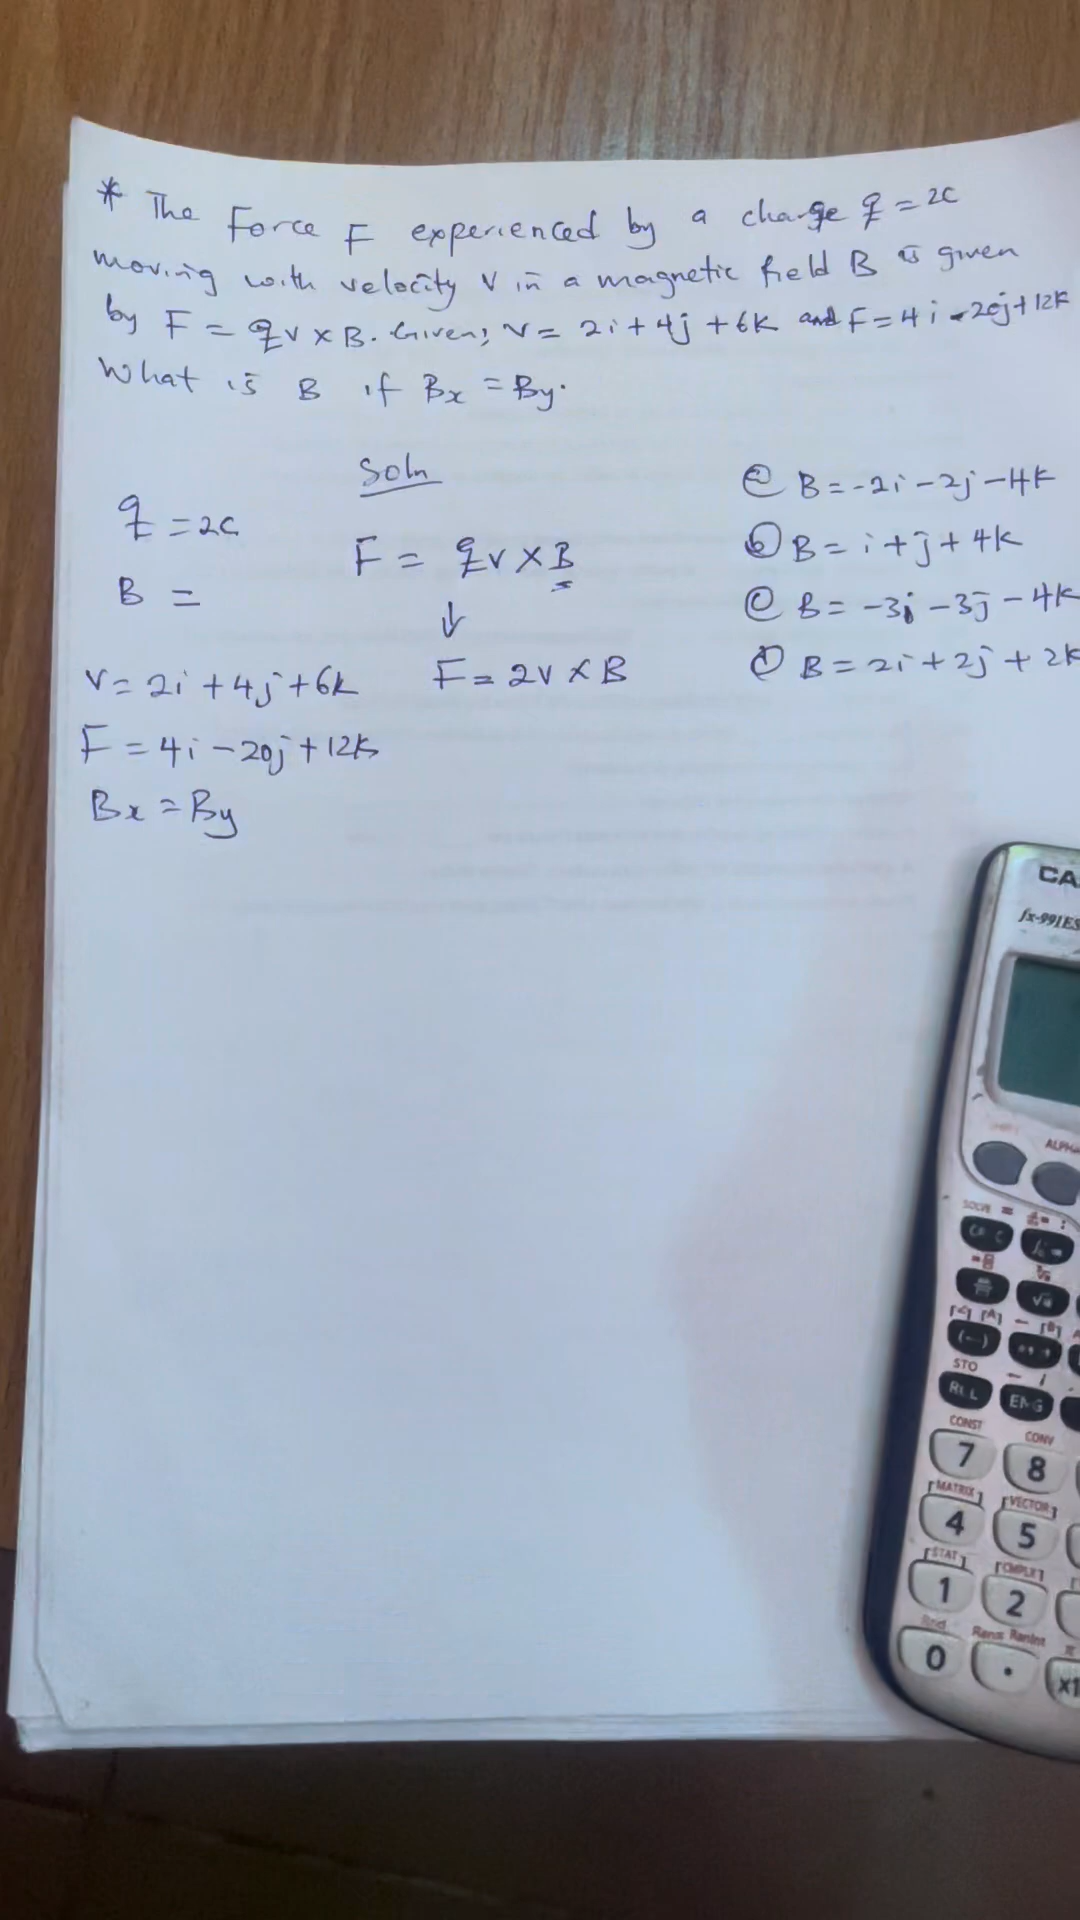 * The Force F experienced by a charge q = 2C
moving with velocity v in a magnetic field B is given
by F = qv x B. Given; v = 2i + 4j + 6k and F = 4i - 20j + 12k
What is B if Bx = By.
Soln
q = 2C
B =
v = 2i + 4j + 6k
F = 4i - 20j + 12k
Bx = By
F = qv x B
↓
F = 2v x B
B = -2i - 2j - 4k
ⓑ B = i + j + 4k
ⓒ B = -3i - 3j - 4k
ⓓ B = 2i + 2j + 2k
CA
fx-991ES
ALPHA
SOLVE =
(-)
STO
RCL ENG
CONST CONV
7 8
MATRIX VECTOR
4 5
STAT CMPLX
1 2
Rnd Ran# RanInt π
0 . x1